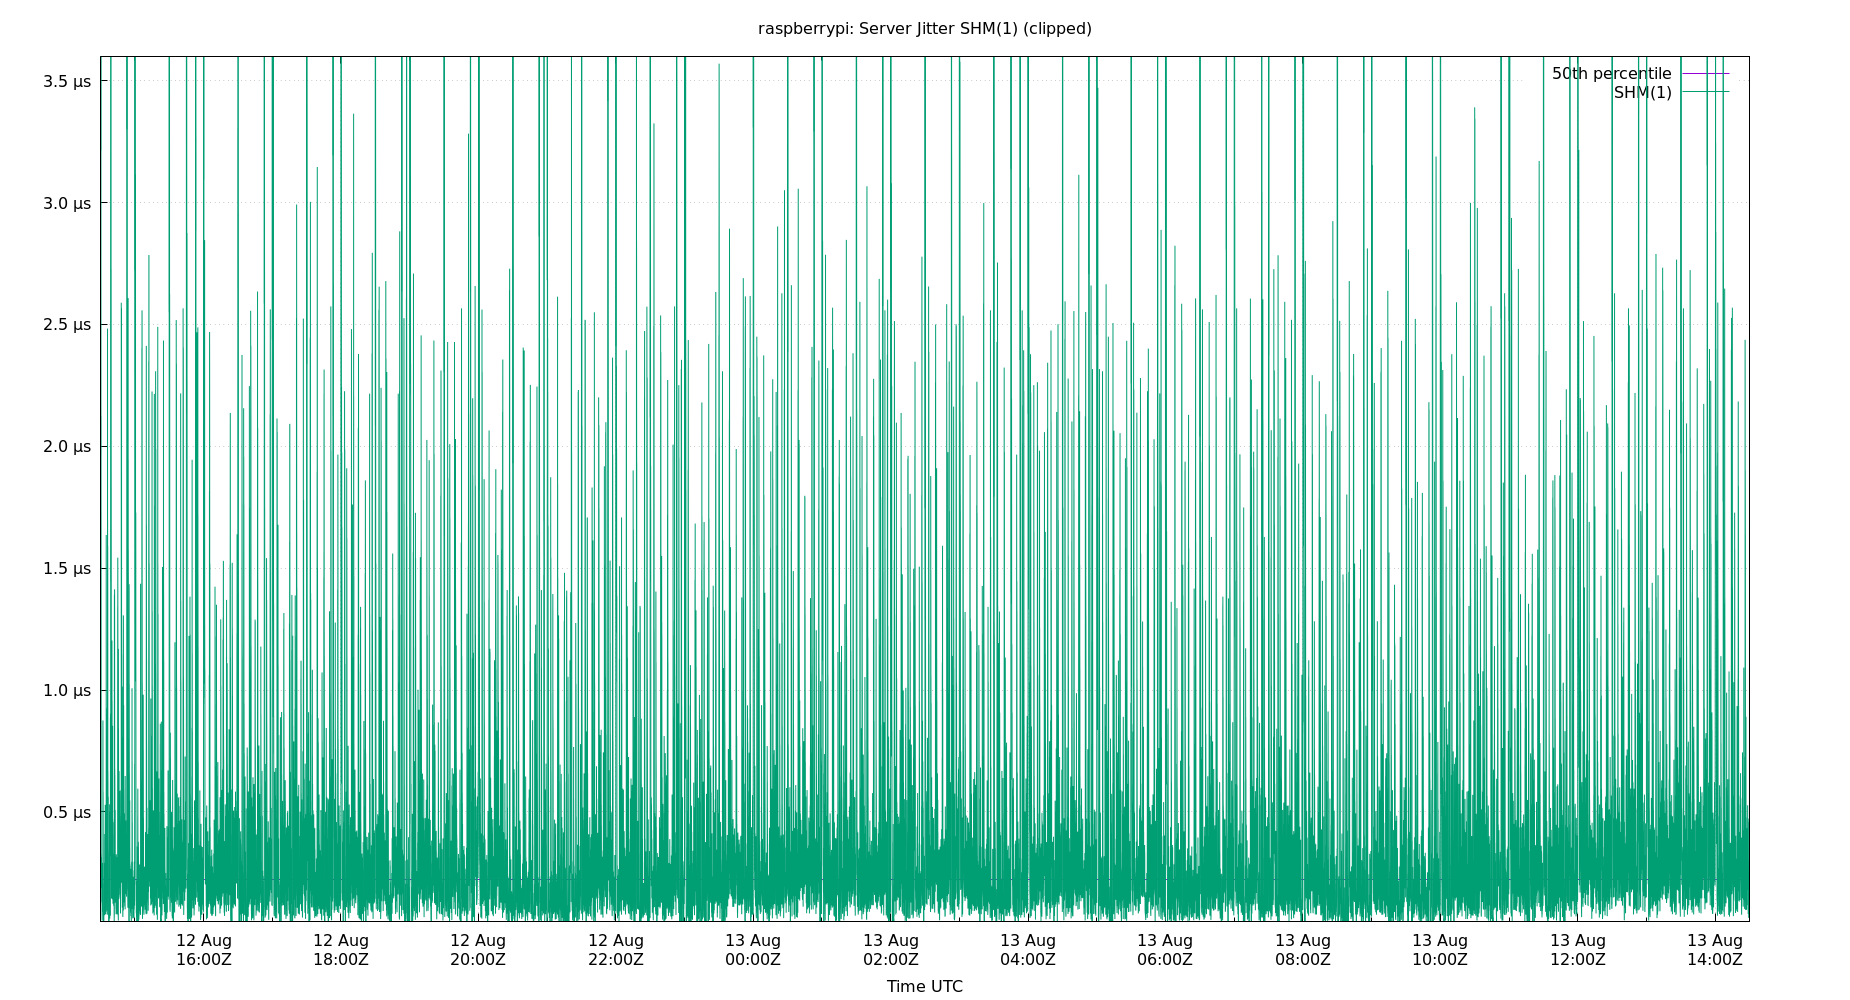 raspberrypi: Server Jitter SHM(1) (clipped)
50th percentile
SHM(1)
3.5 µs
3.0 µs
2.5 µs
2.0 µs
1.5 µs
1.0 µs
0.5 µs
12 Aug 12 Aug 12 Aug 12 Aug 13 Aug 13 Aug 13 Aug 13 Aug 13 Aug 13 Aug 13 Aug 13 Aug
16:00Z 18:00Z 20:00Z 22:00Z 00:00Z 02:00Z 04:00Z 06:00Z 08:00Z 10:00Z 12:00Z 14:00Z
Time UTC